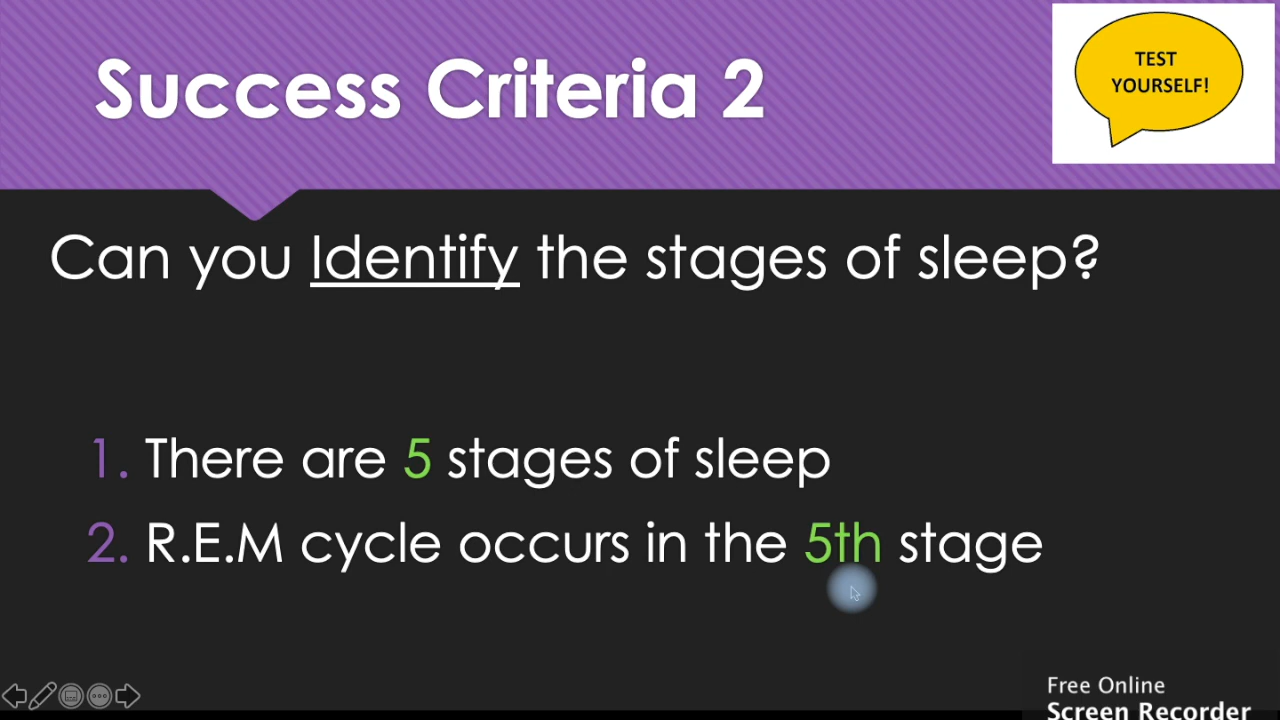 Success Criteria 2
TEST
YOURSELF!
Can you Identify the stages of sleep?
1. There are 5 stages of sleep
2. R.E.M cycle occurs in the 5th stage
Free Online
Screen Recorder